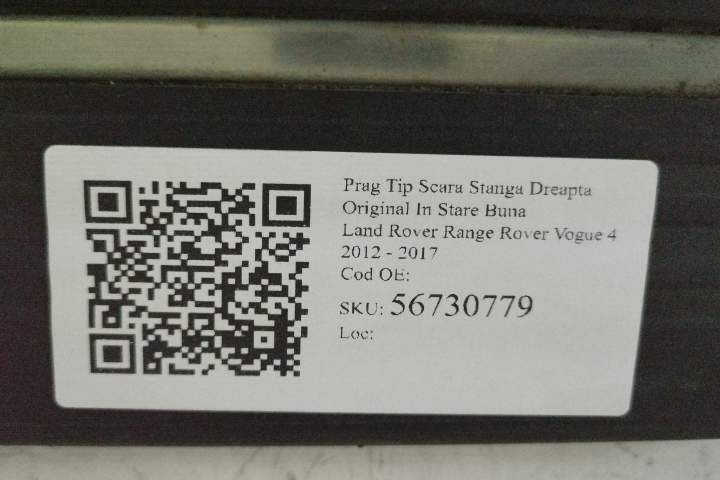 Prag Tip Scara Stanga Dreapta
Original In Stare Buna
Land Rover Range Rover Vogue 4
2012 - 2017
Cod OE:
SKU: 56730779
Loc: